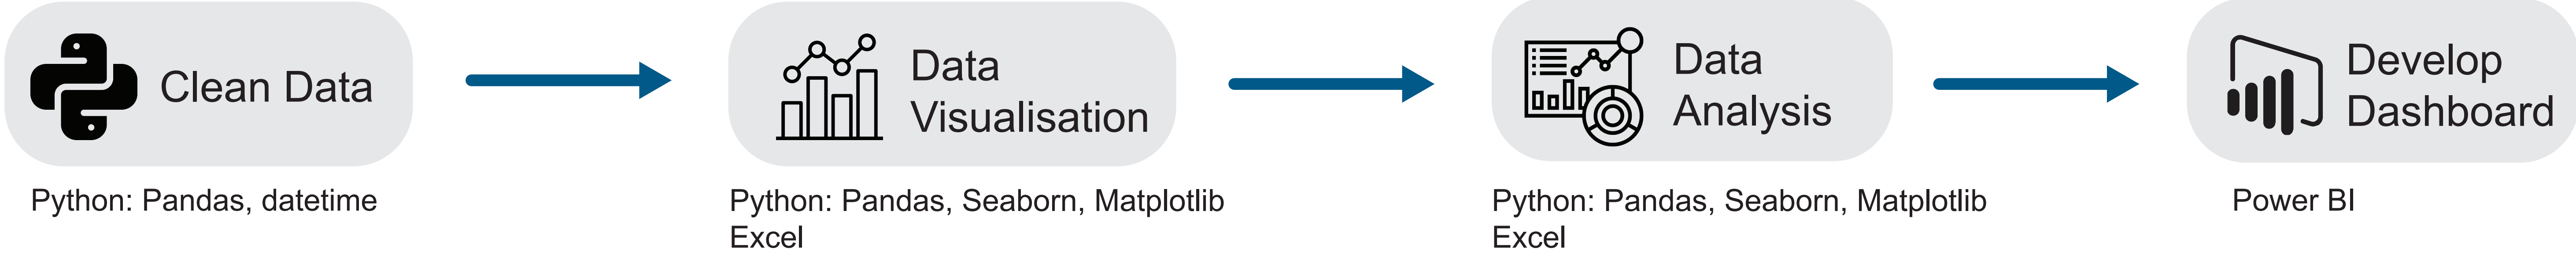 Clean Data
Python: Pandas, datetime
Data
Visualisation
Python: Pandas, Seaborn, Matplotlib
Excel
Data
Analysis
Python: Pandas, Seaborn, Matplotlib
Excel
Develop
Dashboard
Power BI